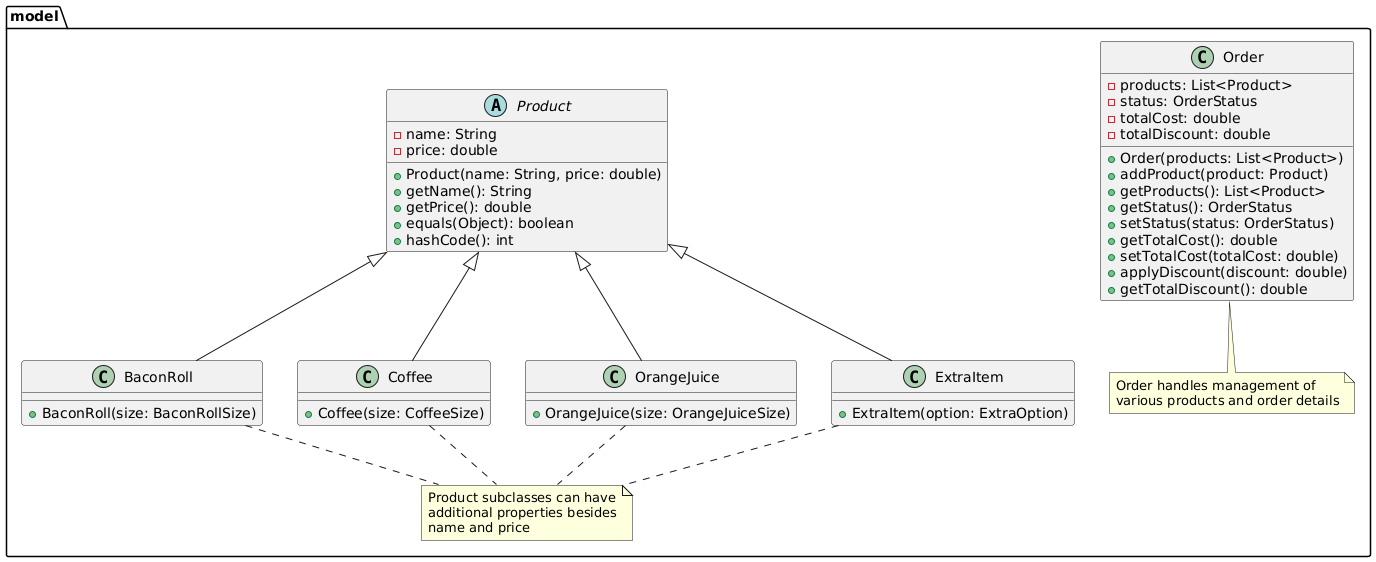 model
A Product
name: String
price: double
Product(name: String, price: double)
getName(): String
getPrice(): double
equals(Object): boolean
hashCode(): int
C Order
products: List<Product>
status: OrderStatus
totalCost: double
totalDiscount: double
Order(products: List<Product>)
addProduct(product: Product)
getProducts(): List<Product>
getStatus(): OrderStatus
setStatus(status: OrderStatus)
getTotalCost(): double
setTotalCost(totalCost: double)
applyDiscount(discount: double)
getTotalDiscount(): double
C BaconRoll
BaconRoll(size: BaconRollSize)
C Coffee
Coffee(size: CoffeeSize)
C OrangeJuice
OrangeJuice(size: OrangeJuiceSize)
C ExtraItem
ExtraItem(option: ExtraOption)
Order handles management of
various products and order details
Product subclasses can have
additional properties besides
name and price